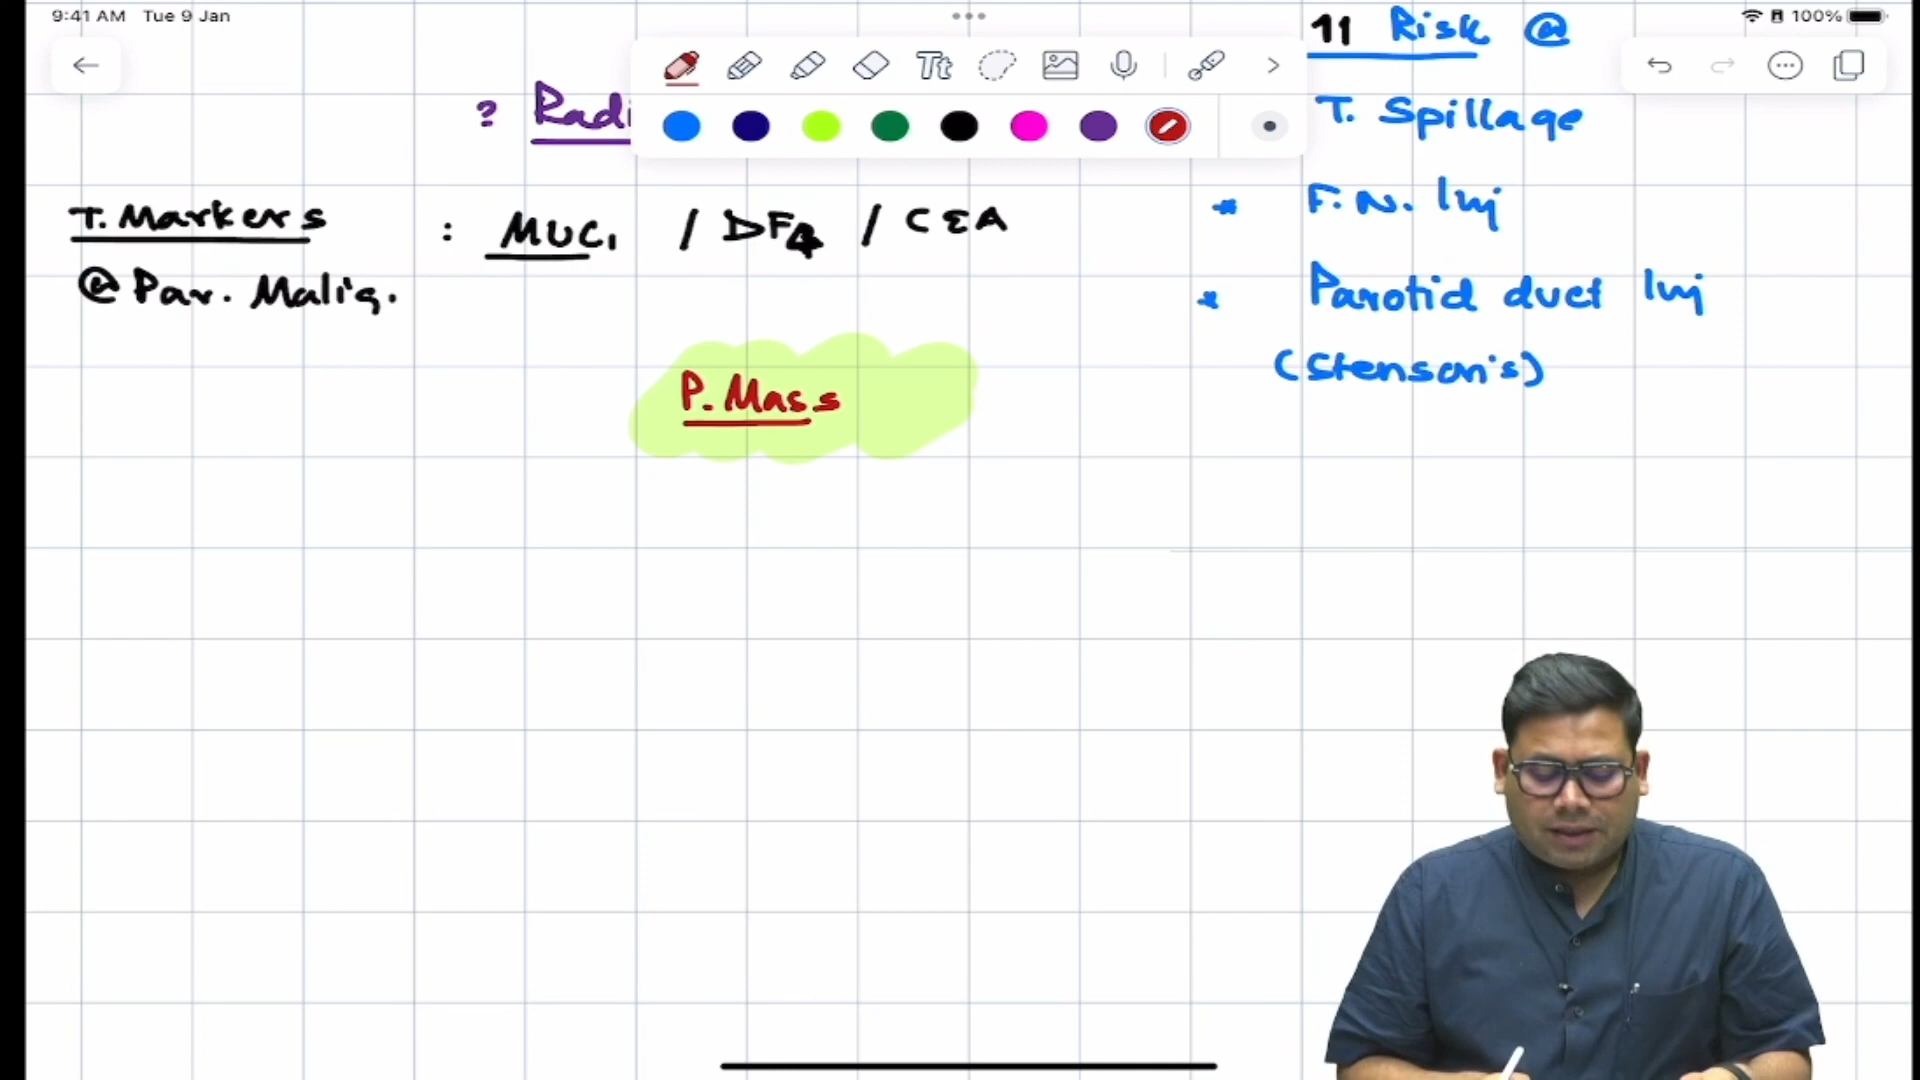 9:41 AM Tue 9 Jan
100%
11 Risk @
Tt
? Radi
T. Spillage
T. Markers : MUC1 / DF4 / CEA
* F.N. Inj
@ Par. Malig.
* Parotid duct Inj
(Stenson's)
P. Mass